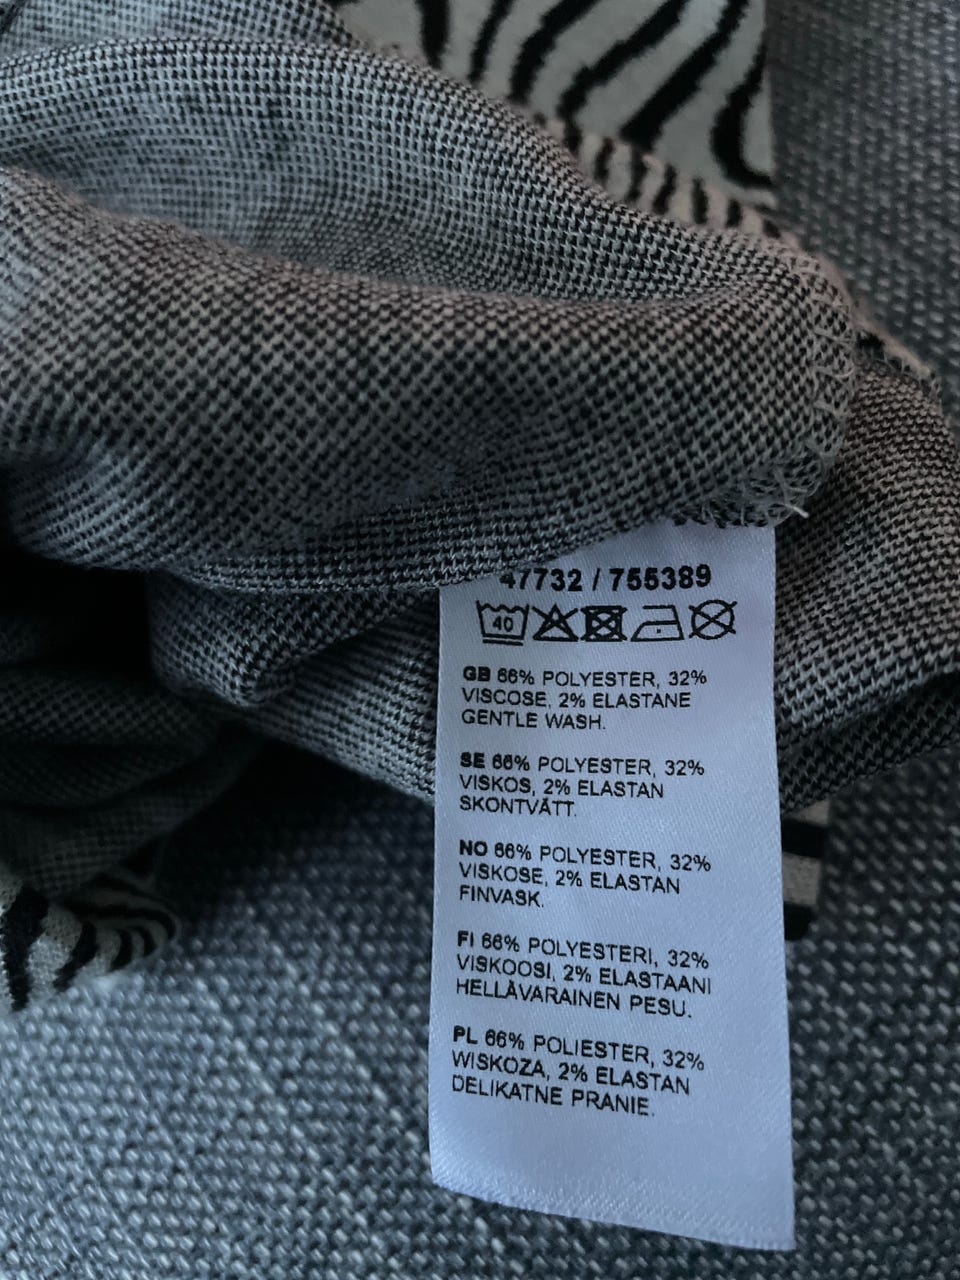 47732 / 755389
40
GB 66% POLYESTER, 32%
VISCOSE, 2% ELASTANE
GENTLE WASH.
SE 66% POLYESTER, 32%
VISKOS, 2% ELASTAN
SKONTVÄTT.
NO 66% POLYESTER, 32%
VISKOSE, 2% ELASTAN
FINVASK.
FI 66% POLYESTERI, 32%
VISKOOSI, 2% ELASTAANI
HELLÄVARAINEN PESU.
PL 66% POLIESTER, 32%
WISKOZA, 2% ELASTAN
DELIKATNE PRANIE.